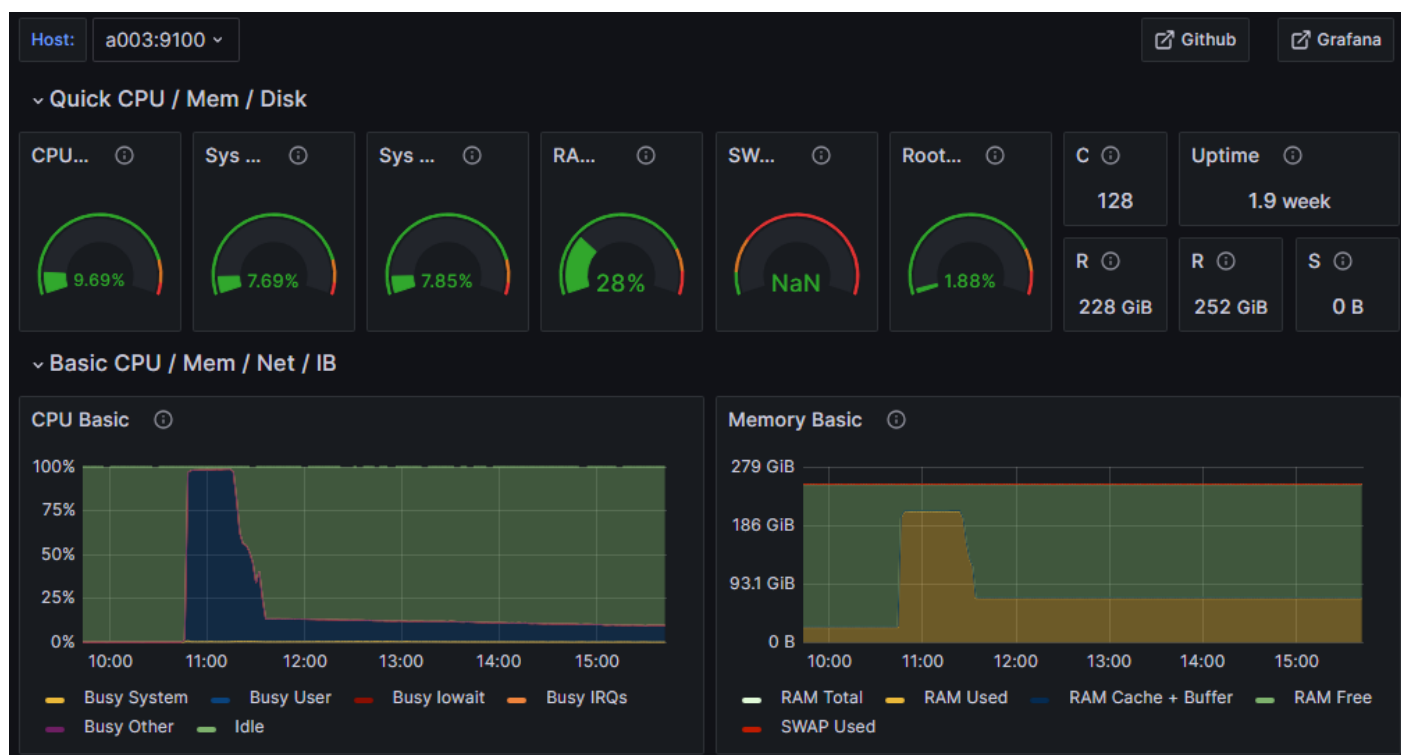 Host: a003:9100 Github Grafana
Quick CPU / Mem / Disk
CPU... Sys ... Sys ... RA... SW... Root... C Uptime
128 1.9 week
9.69% 7.69% 7.85% 28% NaN 1.88%
R R S
228 GiB 252 GiB 0 B
Basic CPU / Mem / Net / IB
CPU Basic
100%
75%
50%
25%
0%
10:00 11:00 12:00 13:00 14:00 15:00
Busy System Busy User Busy Iowait Busy IRQs
Busy Other Idle
Memory Basic
279 GiB
186 GiB
93.1 GiB
0 B
10:00 11:00 12:00 13:00 14:00 15:00
RAM Total RAM Used RAM Cache + Buffer RAM Free
SWAP Used